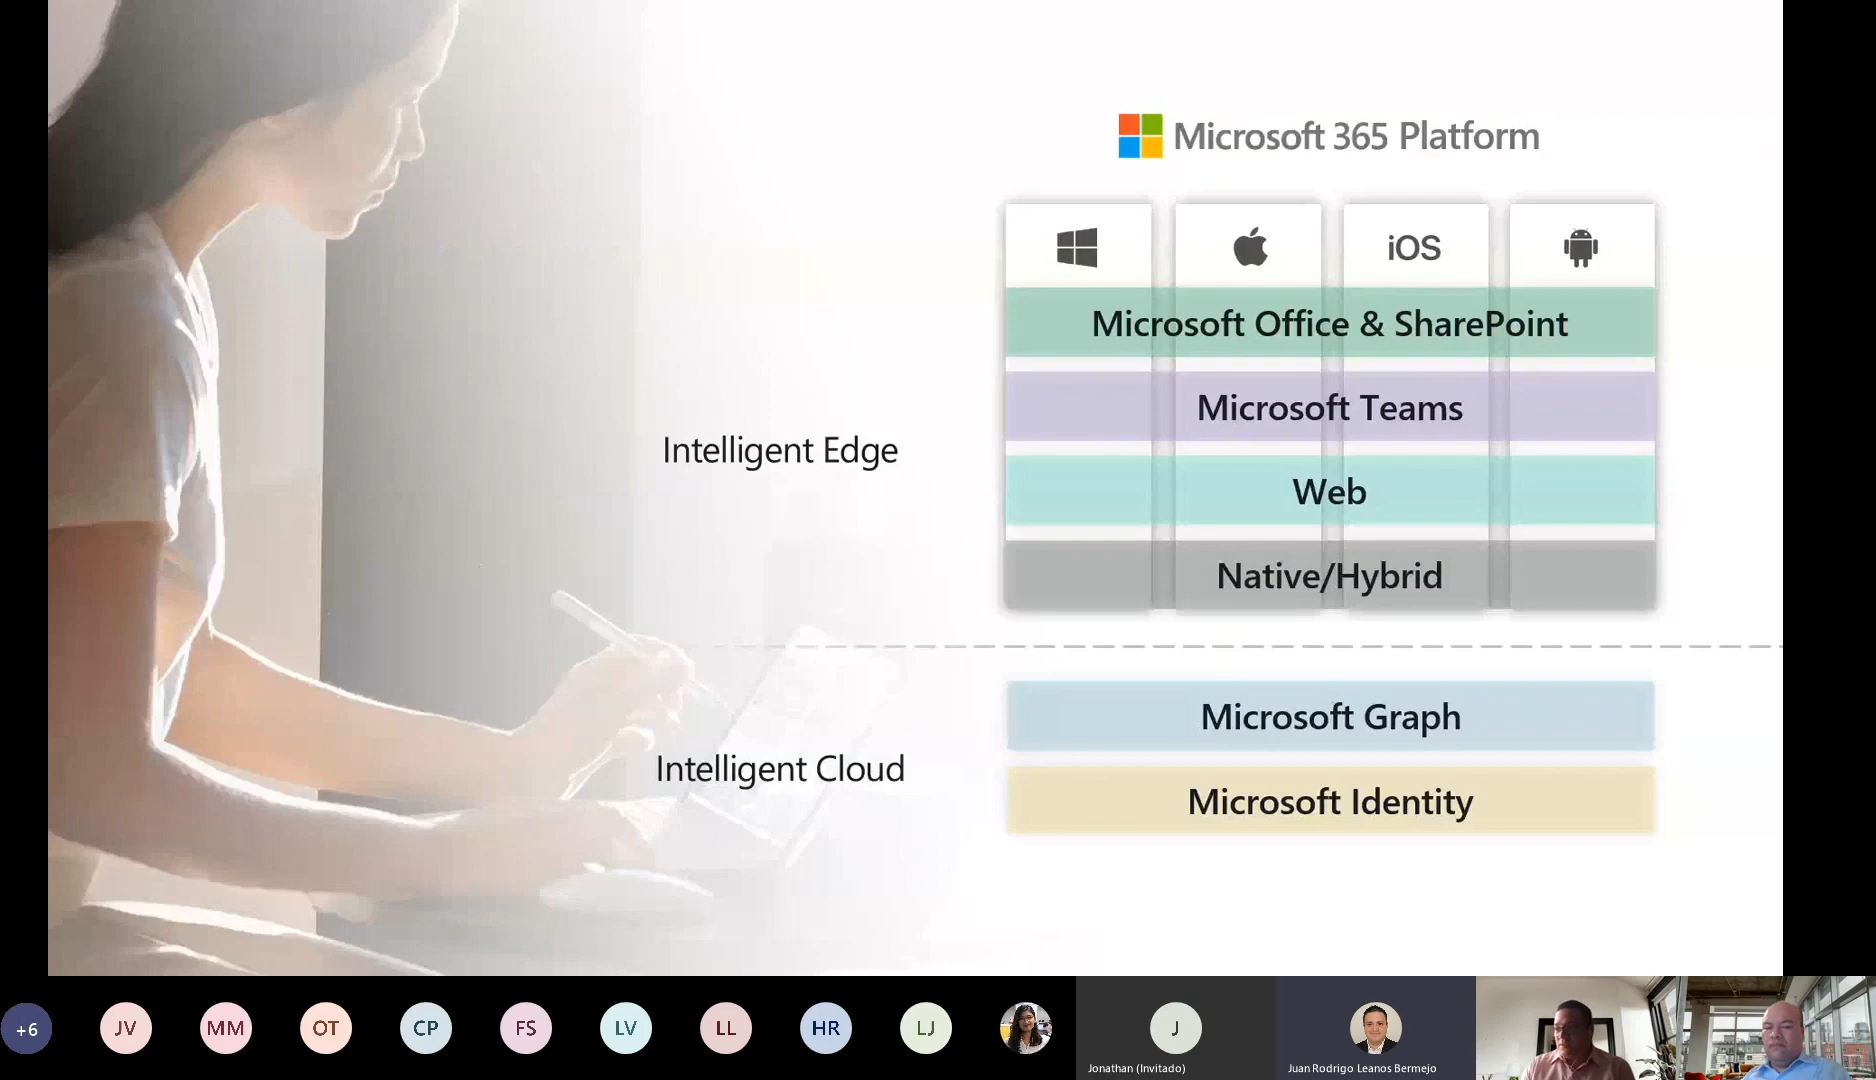 Microsoft 365 Platform
iOS
Microsoft Office & SharePoint
Microsoft Teams
Intelligent Edge
Web
Native/Hybrid
Microsoft Graph
Intelligent Cloud
Microsoft Identity
+6
JV
MM
OT
CP
FS
LV
LL
HR
LJ
J
Jonathan (Invitado)
Juan Rodrigo Leanos Bermejo